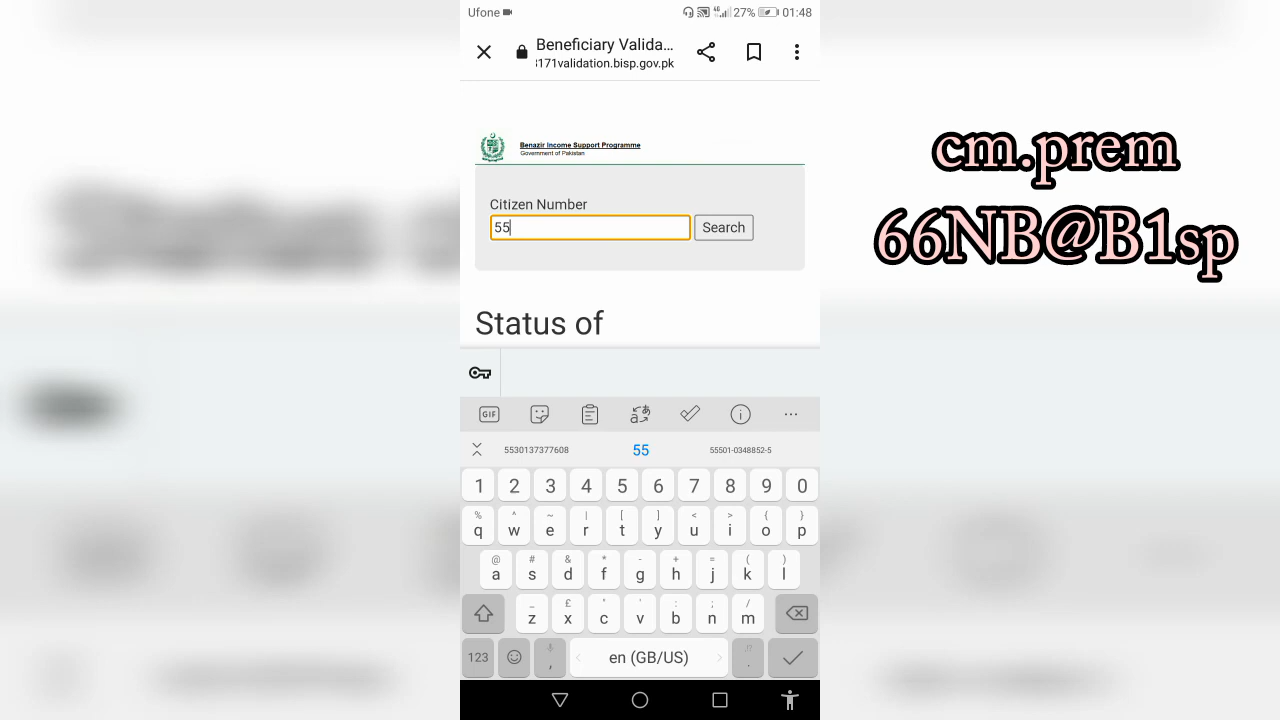 Ufone
4G
27%
01:48
Beneficiary Valida...
171validation.bisp.gov.pk
Benazir Income Support Programme
Government of Pakistan
Citizen Number
55
Search
Status of
GIF
5530137377608
55
55501-0348852-5
1 2 3 4 5 6 7 8 9 0
% ^ ~ | [ ] < > { }
q w e r t y u i o p
@ # & * - + = ( )
a s d f g h j k l
_ £ " ' : ; /
z x c v b n m
123
,
en (GB/US)
!?
.
cm.prem
66NB@B1sp